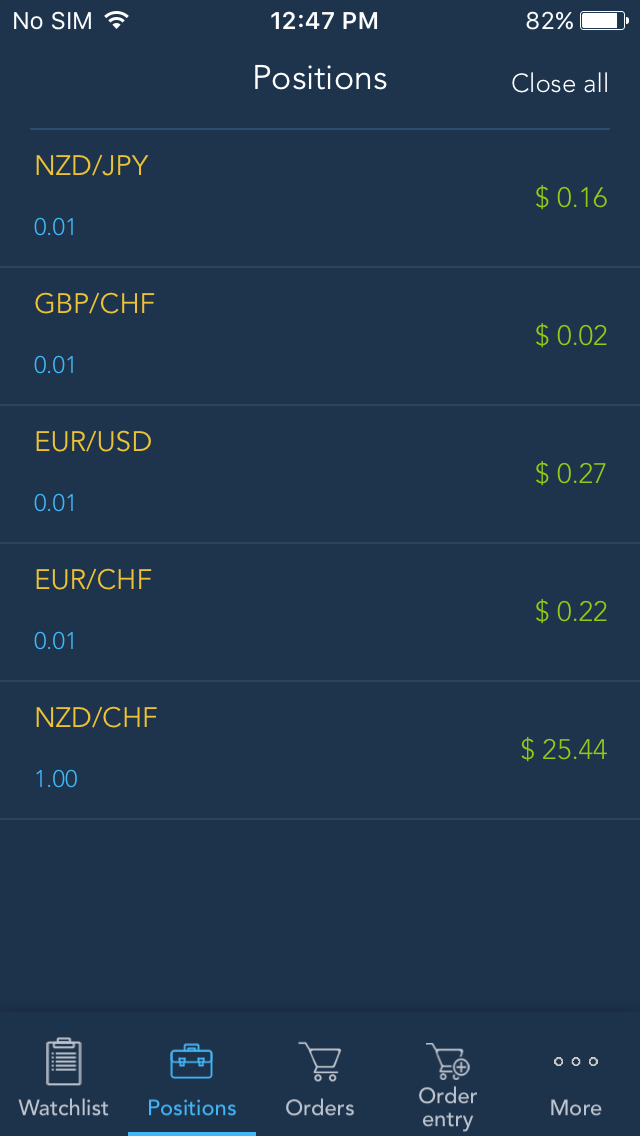 No SIM 12:47 PM 82%
Positions Close all
NZD/JPY
$ 0.16
0.01
GBP/CHF
$ 0.02
0.01
EUR/USD
$ 0.27
0.01
EUR/CHF
$ 0.22
0.01
NZD/CHF
$ 25.44
1.00
Watchlist Positions Orders Order entry More